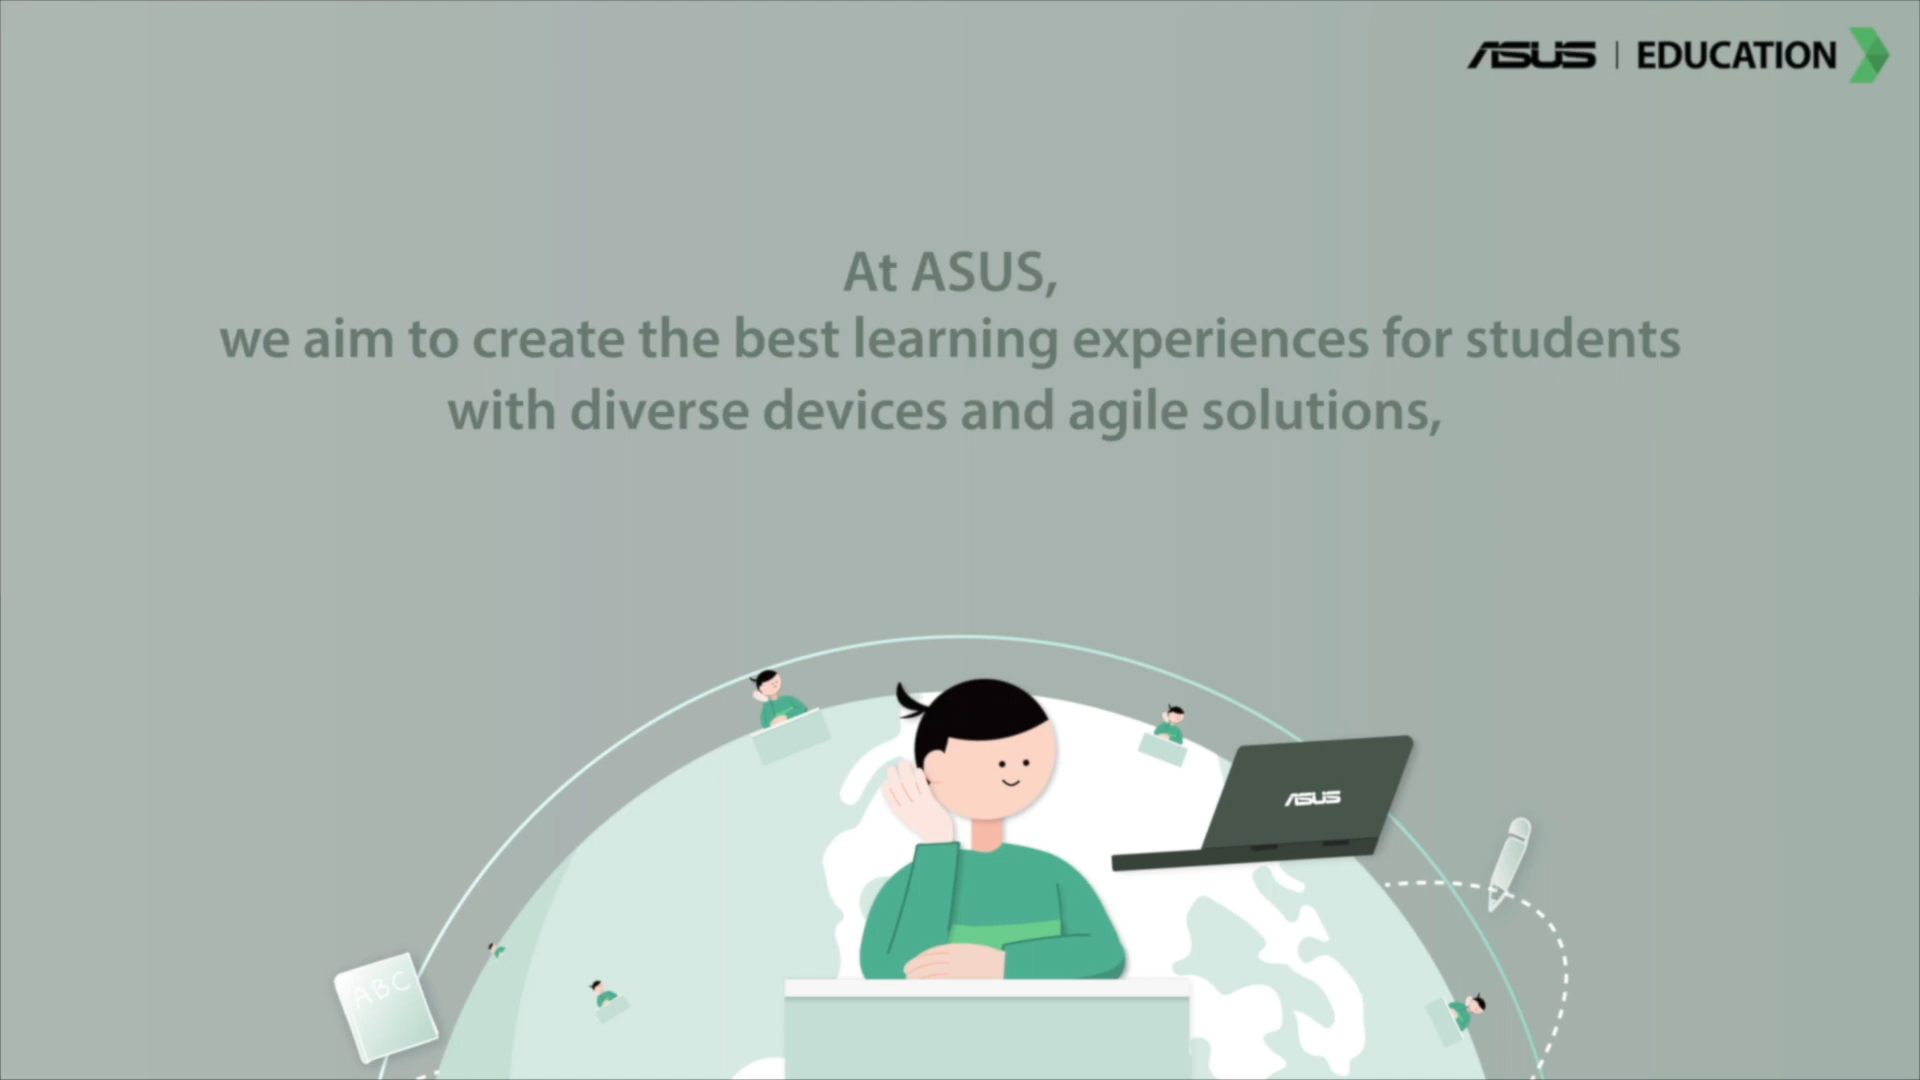 ASUS | EDUCATION
At ASUS,
we aim to create the best learning experiences for students
with diverse devices and agile solutions,
ASUS
ABC